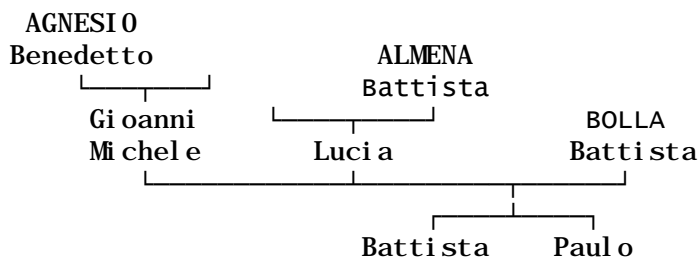 AGNESIO
Benedetto ALMENA
Battista
Gioanni BOLLA
Michele Lucia Battista
Battista Paulo